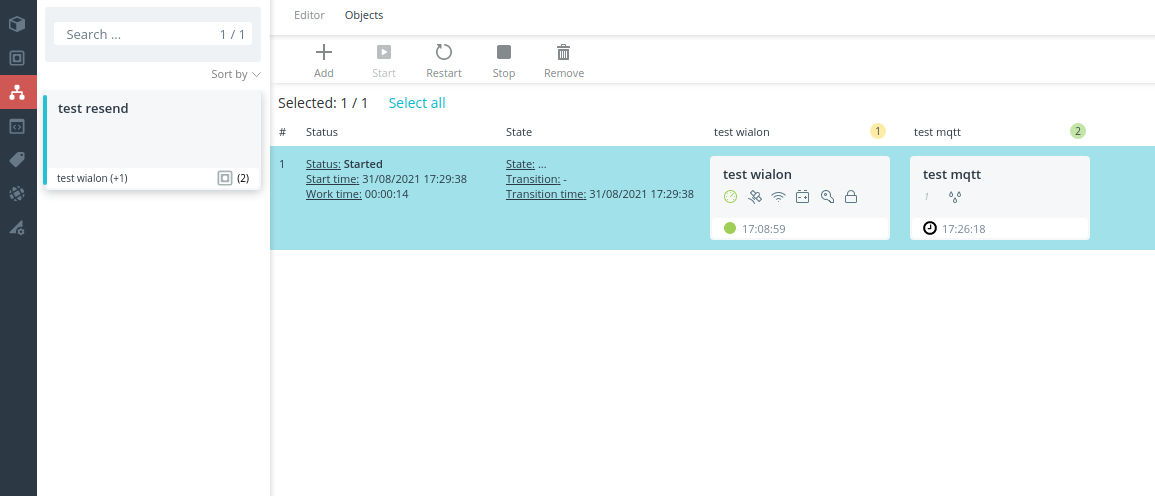 Editor Objects
Search ... 1 / 1
Sort by
test resend
test wialon (+1) (2)
Add Start Restart Stop Remove
Selected: 1 / 1 Select all
# Status State test wialon 1 test mqtt 2
1 Status: Started State: ... test wialon test mqtt
Start time: 31/08/2021 17:29:38 Transition: -
Work time: 00:00:14 Transition time: 31/08/2021 17:29:38 1
17:08:59 17:26:18